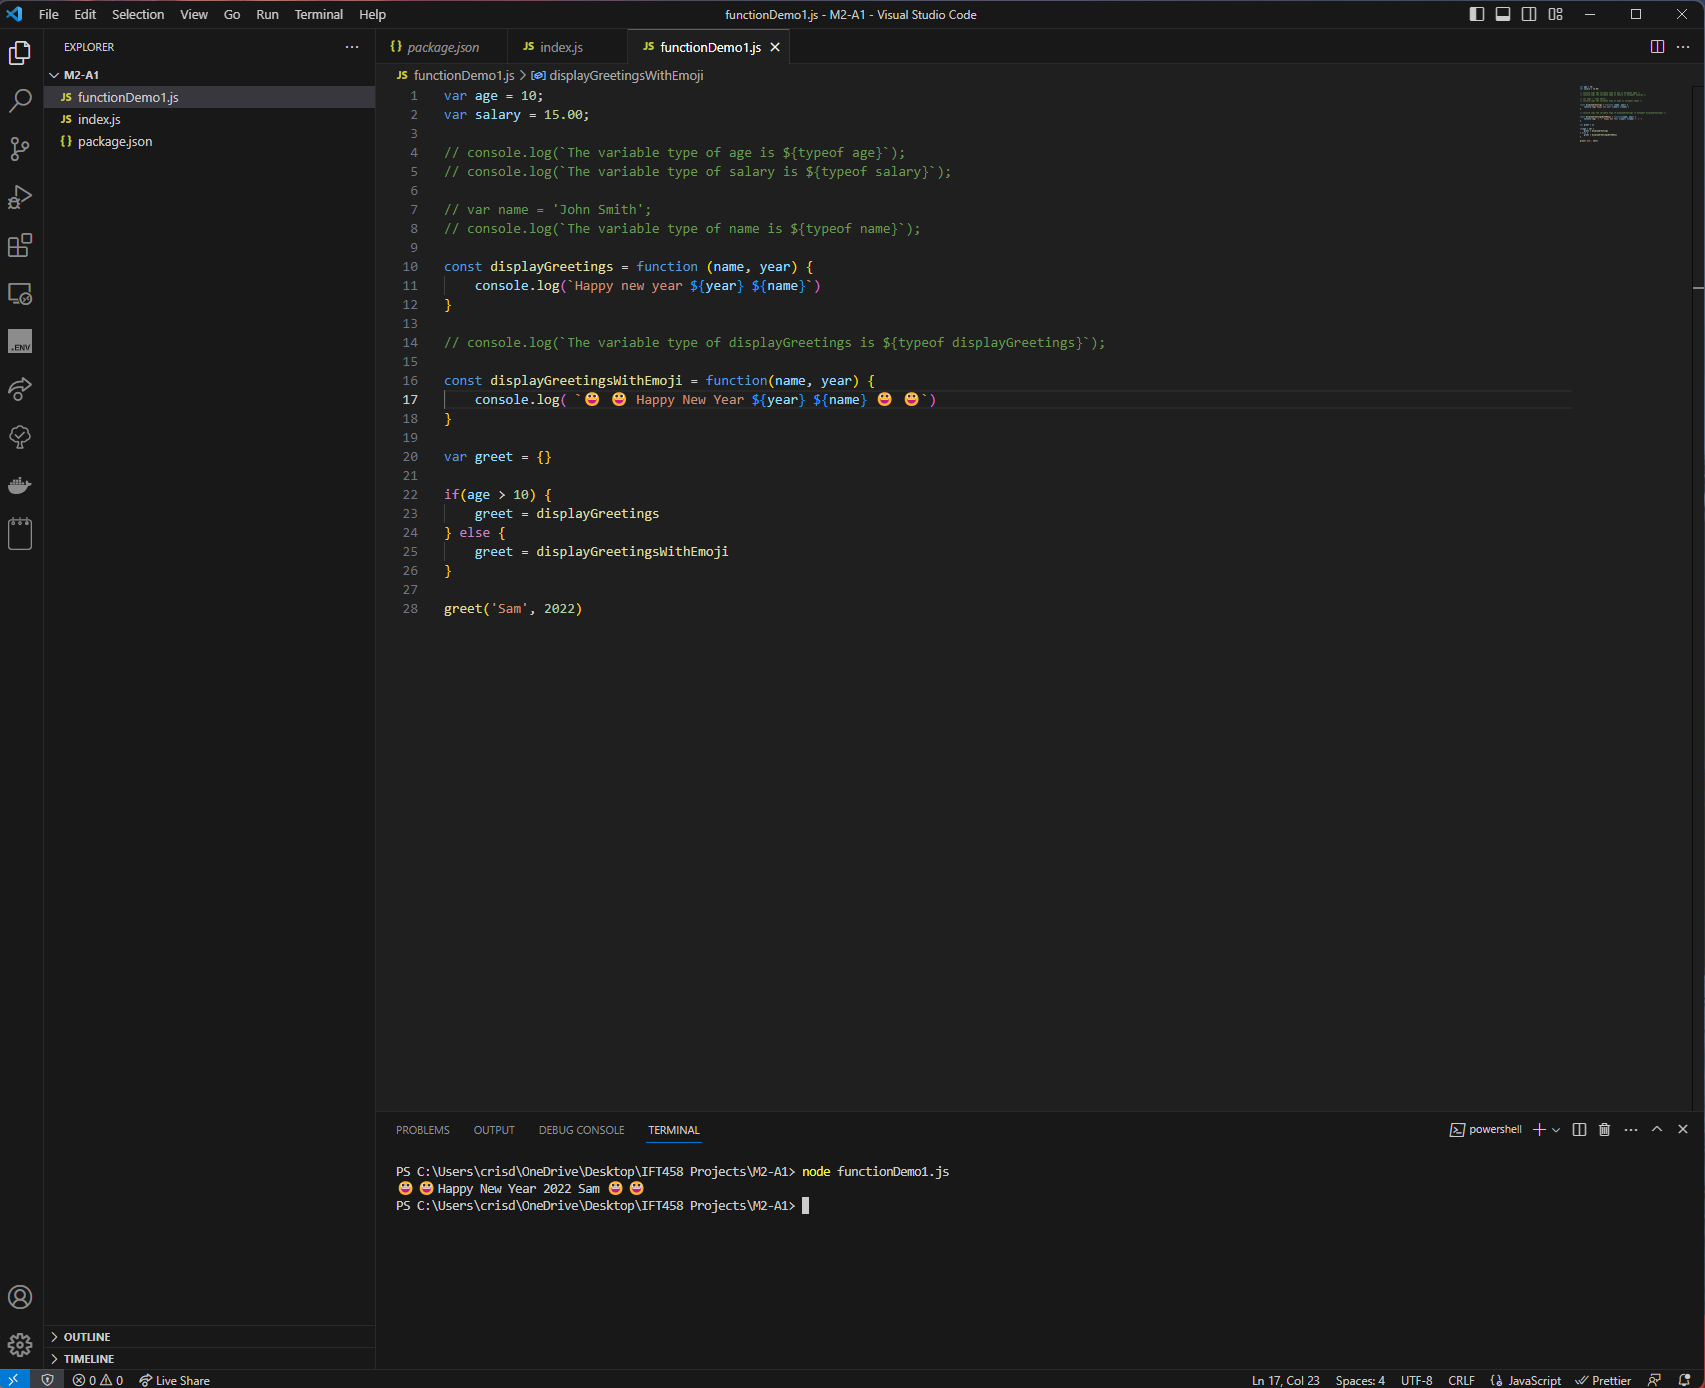 File Edit Selection View Go Run Terminal Help functionDemo1.js - M2-A1 - Visual Studio Code
EXPLORER
M2-A1
JS functionDemo1.js
JS index.js
{} package.json
OUTLINE
TIMELINE
{} package.json JS index.js JS functionDemo1.js
JS functionDemo1.js > displayGreetingsWithEmoji
1 var age = 10;
2 var salary = 15.00;
3
4 // console.log(`The variable type of age is ${typeof age}`);
5 // console.log(`The variable type of salary is ${typeof salary}`);
6
7 // var name = 'John Smith';
8 // console.log(`The variable type of name is ${typeof name}`);
9
10 const displayGreetings = function (name, year) {
11 console.log(`Happy new year ${year} ${name}`)
12 }
13
14 // console.log(`The variable type of displayGreetings is ${typeof displayGreetings}`);
15
16 const displayGreetingsWithEmoji = function(name, year) {
17 console.log( `😀 😀 Happy New Year ${year} ${name} 😀 😀`)
18 }
19
20 var greet = {}
21
22 if(age > 10) {
23 greet = displayGreetings
24 } else {
25 greet = displayGreetingsWithEmoji
26 }
27
28 greet('Sam', 2022)
PROBLEMS OUTPUT DEBUG CONSOLE TERMINAL powershell
PS C:\Users\crisd\OneDrive\Desktop\IFT458 Projects\M2-A1> node functionDemo1.js
😀 😀 Happy New Year 2022 Sam 😀 😀
PS C:\Users\crisd\OneDrive\Desktop\IFT458 Projects\M2-A1>
.ENV
0 0 Live Share Ln 17, Col 23 Spaces: 4 UTF-8 CRLF {} JavaScript Prettier